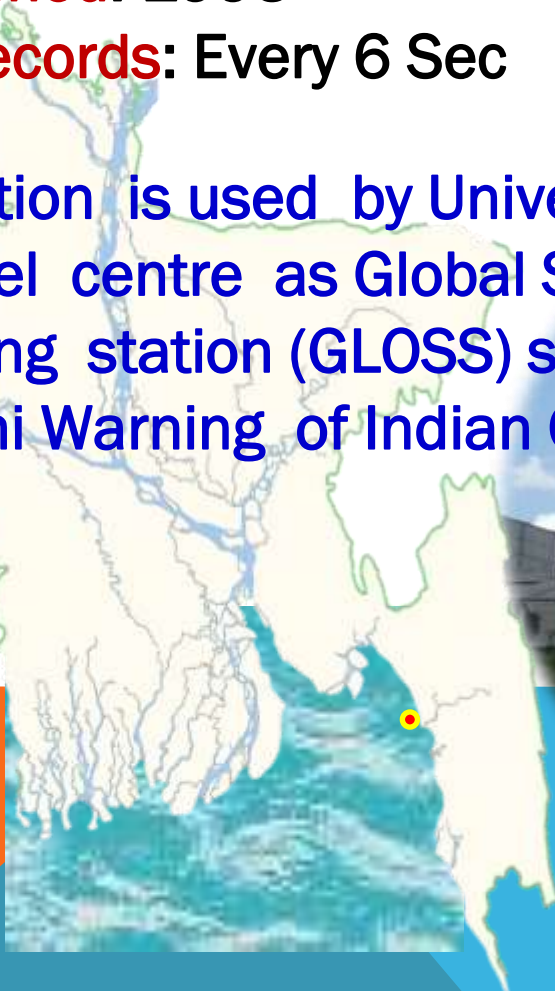 ecords: Every 6 Sec
tion is used by Unive
el centre as Global S
ng station (GLOSS) s
ni Warning of Indian